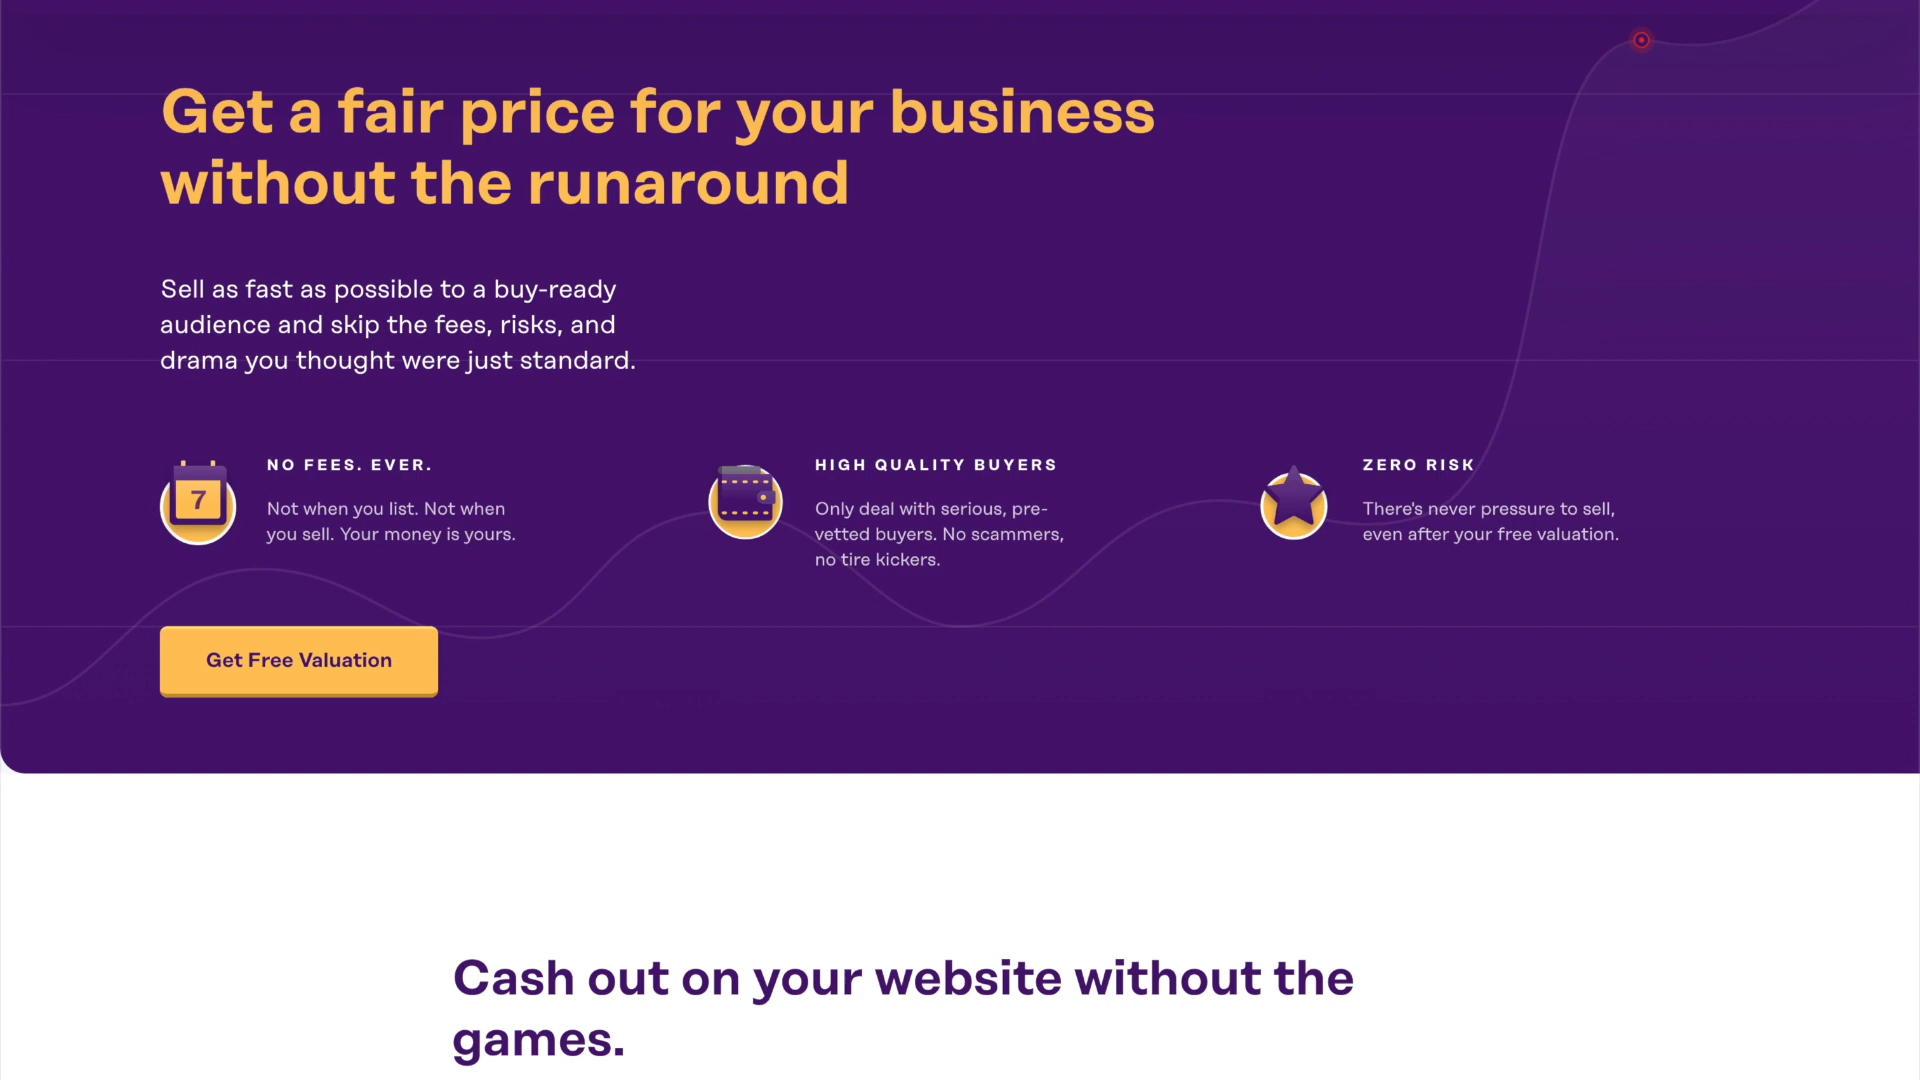 Get a fair price for your business
without the runaround
Sell as fast as possible to a buy-ready
audience and skip the fees, risks, and
drama you thought were just standard.
7
NO FEES. EVER.
Not when you list. Not when
you sell. Your money is yours.
HIGH QUALITY BUYERS
Only deal with serious, pre-
vetted buyers. No scammers,
no tire kickers.
ZERO RISK
There's never pressure to sell,
even after your free valuation.
Get Free Valuation
Cash out on your website without the
games.